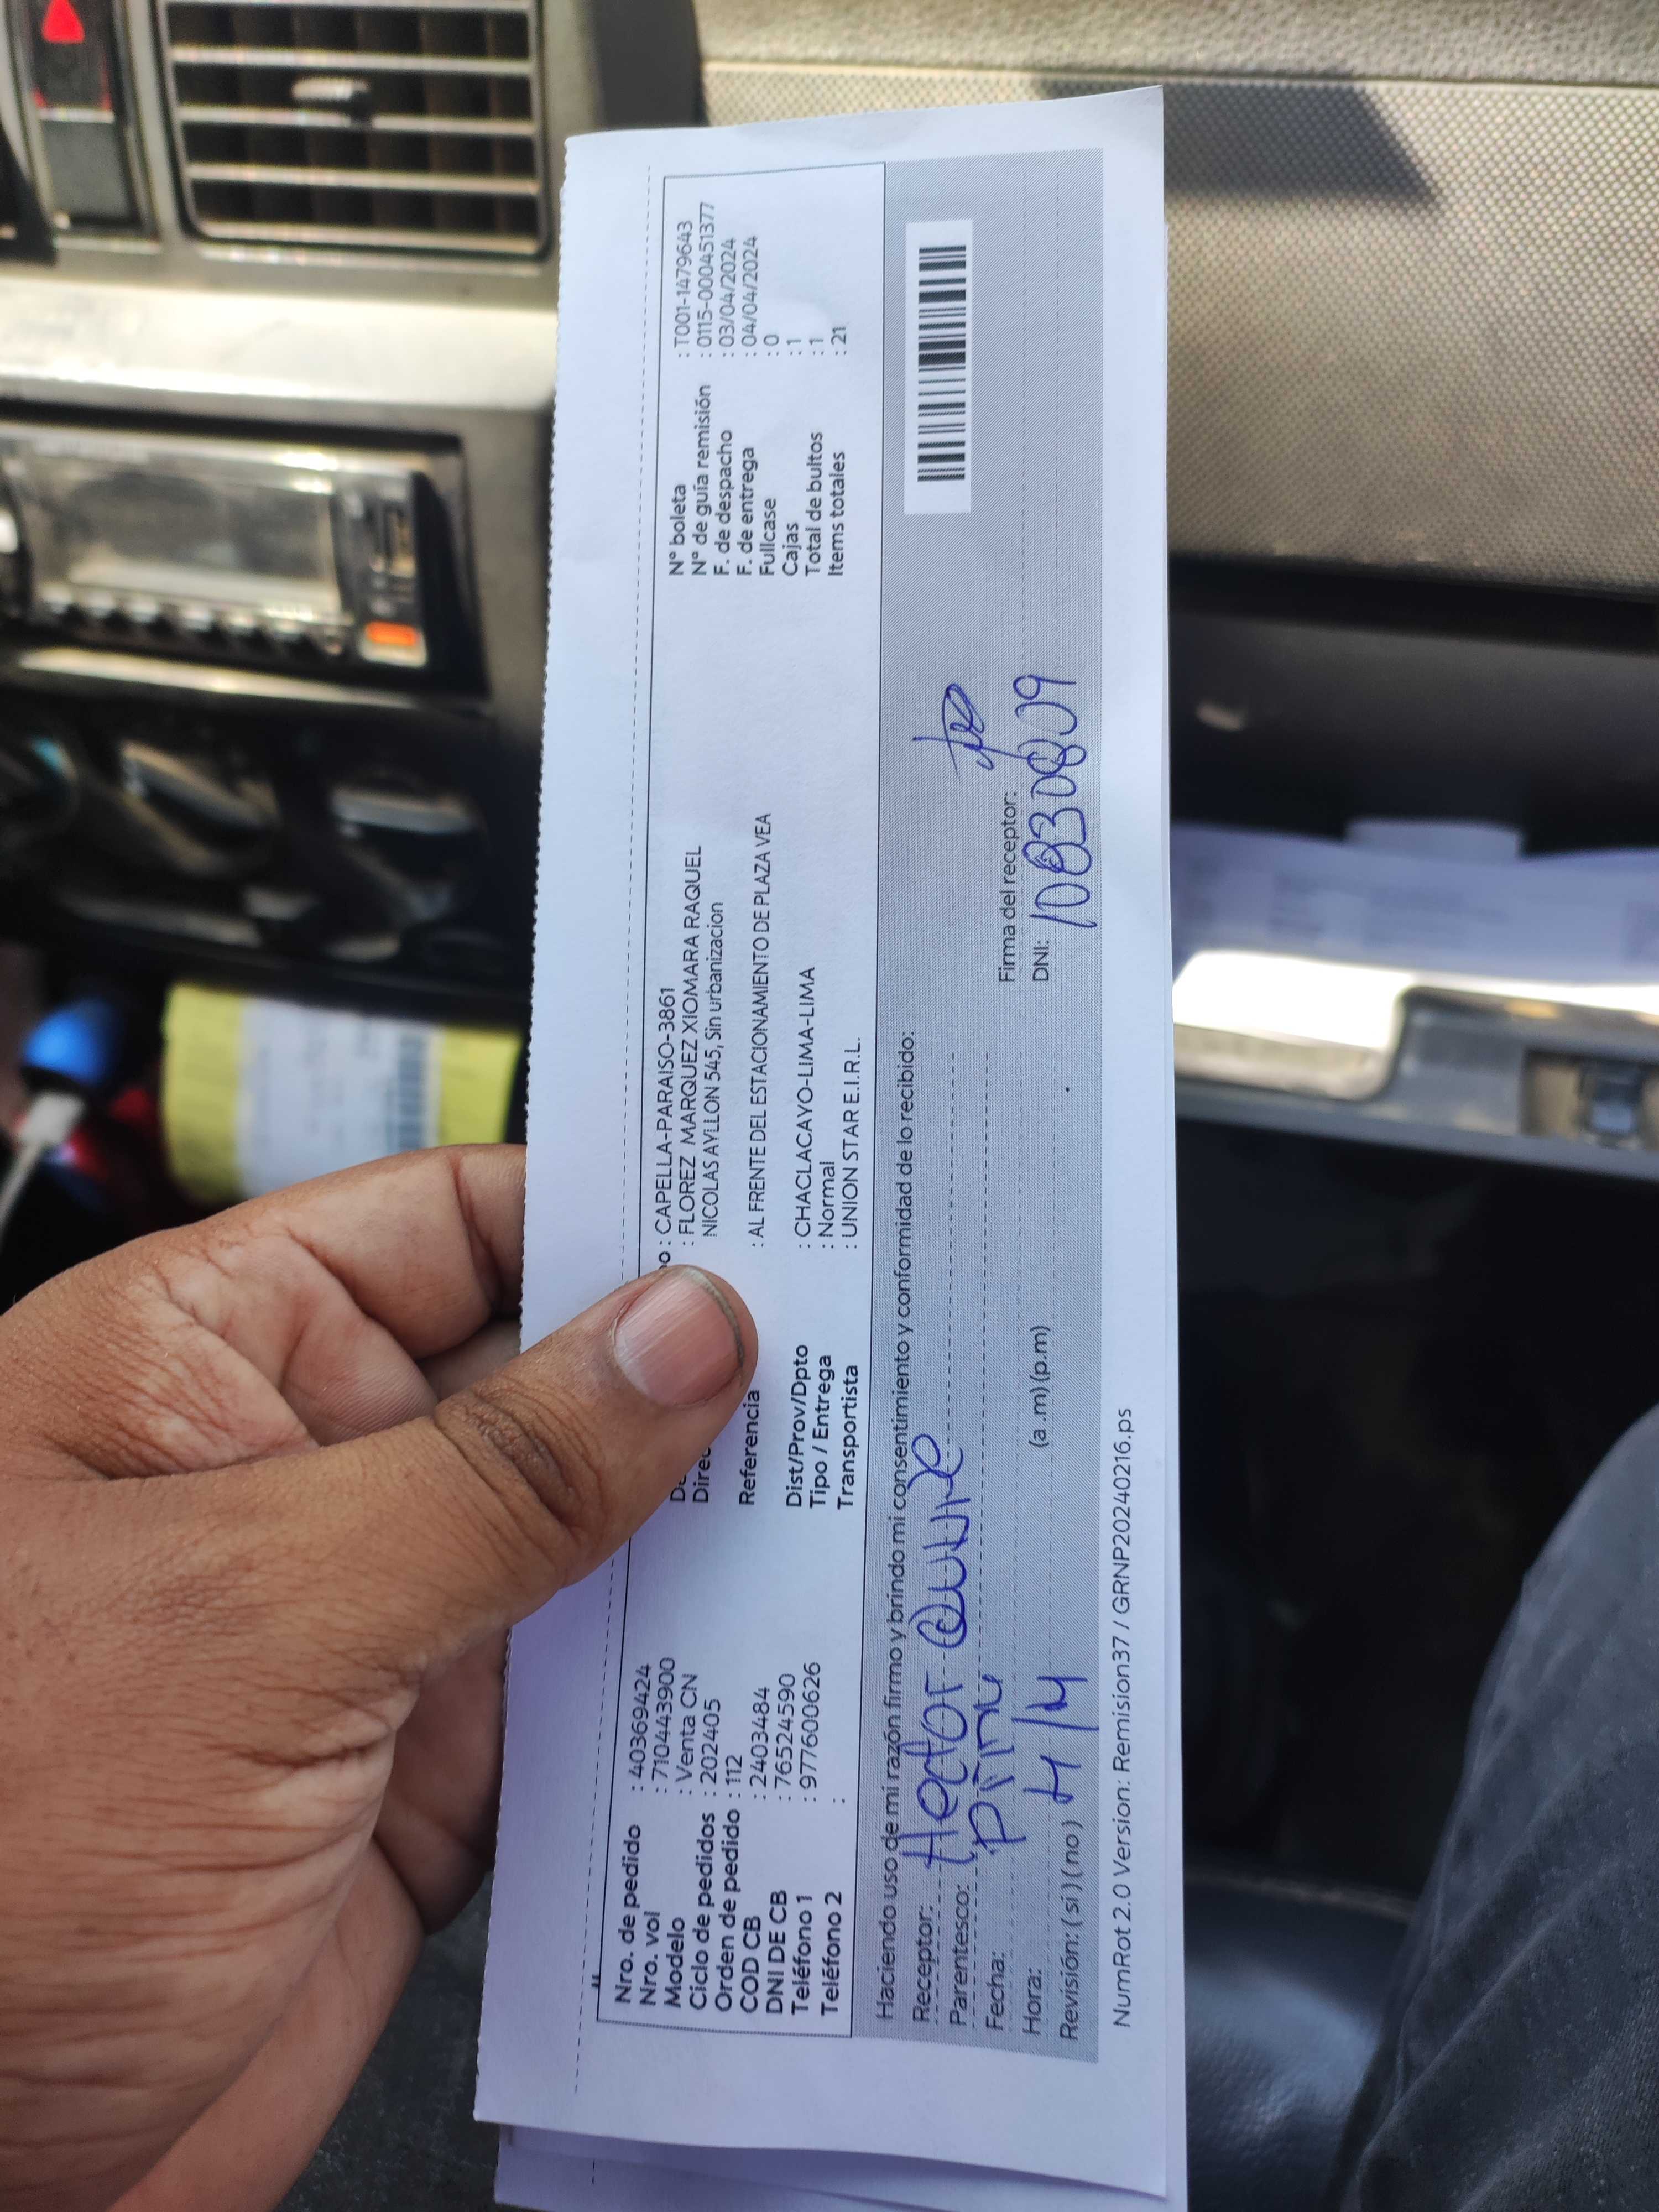 Nro. de pedido : 40369424
Nro. vol : 710443900
Modelo : Venta CN
Ciclo de pedidos : 202405
Orden de pedido : 112
COD CB : 2403484
DNI DE CB : 76524590
Teléfono 1 : 977600626
Teléfono 2 :
: CAPELLA-PARAISO-3861
: FLOREZ MARQUEZ XIOMARA RAQUEL
NICOLAS AYLLON 545, Sin urbanizacion
Referencia : AL FRENTE DEL ESTACIONAMIENTO DE PLAZA VEA
Dist/Prov/Dpto : CHACLACAYO-LIMA-LIMA
Tipo / Entrega : Normal
Transportista : UNION STAR E.I.R.L.
N° boleta : T001-1479643
N° de guía remisión : 0115-000451377
F. de despacho : 03/04/2024
F. de entrega : 04/04/2024
Fullcase : 0
Cajas : 1
Total de bultos : 1
Items totales : 21
Haciendo uso de mi razón firmo y brindo mi consentimiento y conformidad de lo recibido:
Receptor: Hector
Parentesco:
Fecha: 4/4
Hora: (a .m) (p.m)
Revisión: ( si ) ( no )
Firma del receptor:
DNI:
NumRot 2.0 Version: Remision37 / GRNP20240216.ps